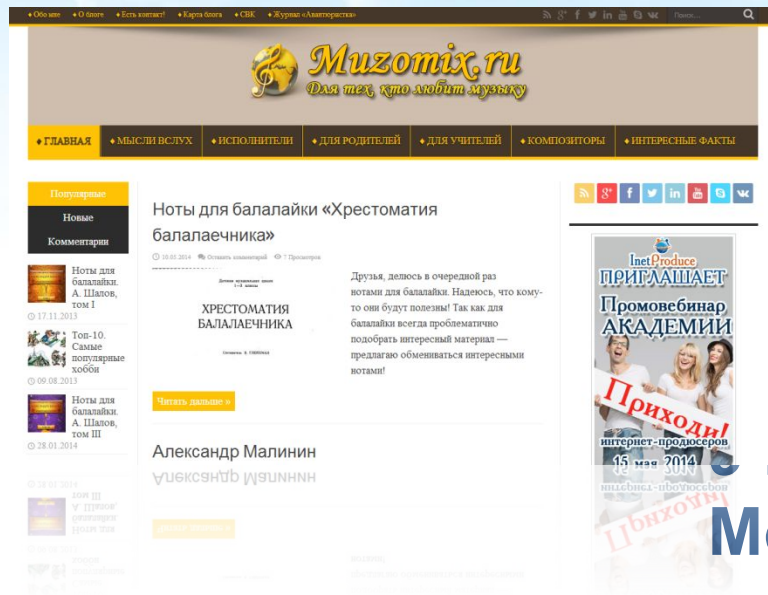 ♦ Обо мне ♦ О блоге ♦ Есть контакт! ♦ Карта блога ♦ СВК ♦ Журнал «Авантюристка» Поиск...
Muzomix.ru
Для тех, кто любит музыку
♦ ГЛАВНАЯ ♦ МЫСЛИ ВСЛУХ ♦ ИСПОЛНИТЕЛИ ♦ ДЛЯ РОДИТЕЛЕЙ ♦ ДЛЯ УЧИТЕЛЕЙ ♦ КОМПОЗИТОРЫ ♦ ИНТЕРЕСНЫЕ ФАКТЫ
Популярные
Новые
Комментарии
Ноты для
балалайки.
А. Шалов,
том I
17.11.2013
Топ-10.
Самые
популярные
хобби
09.08.2013
Ноты для
балалайки.
А. Шалов,
том III
28.01.2014
Ноты для балалайки «Хрестоматия
балалаечника»
10.05.2014 Оставить комментарий 7 Просмотров
ХРЕСТОМАТИЯ
БАЛАЛАЕЧНИКА
Друзья, делюсь в очередной раз
нотами для балалайки. Надеюсь, что кому-
то они будут полезны! Так как для
балалайки всегда проблематично
подобрать интересный материал —
предлагаю обмениваться интересными
нотами!
Читать дальше »
Александр Малинин
InetProduce
ПРИГЛАШАЕТ
Промовебинар
АКАДЕМИИ
Приходи!
интернет-продюсеров
15 мая 2014